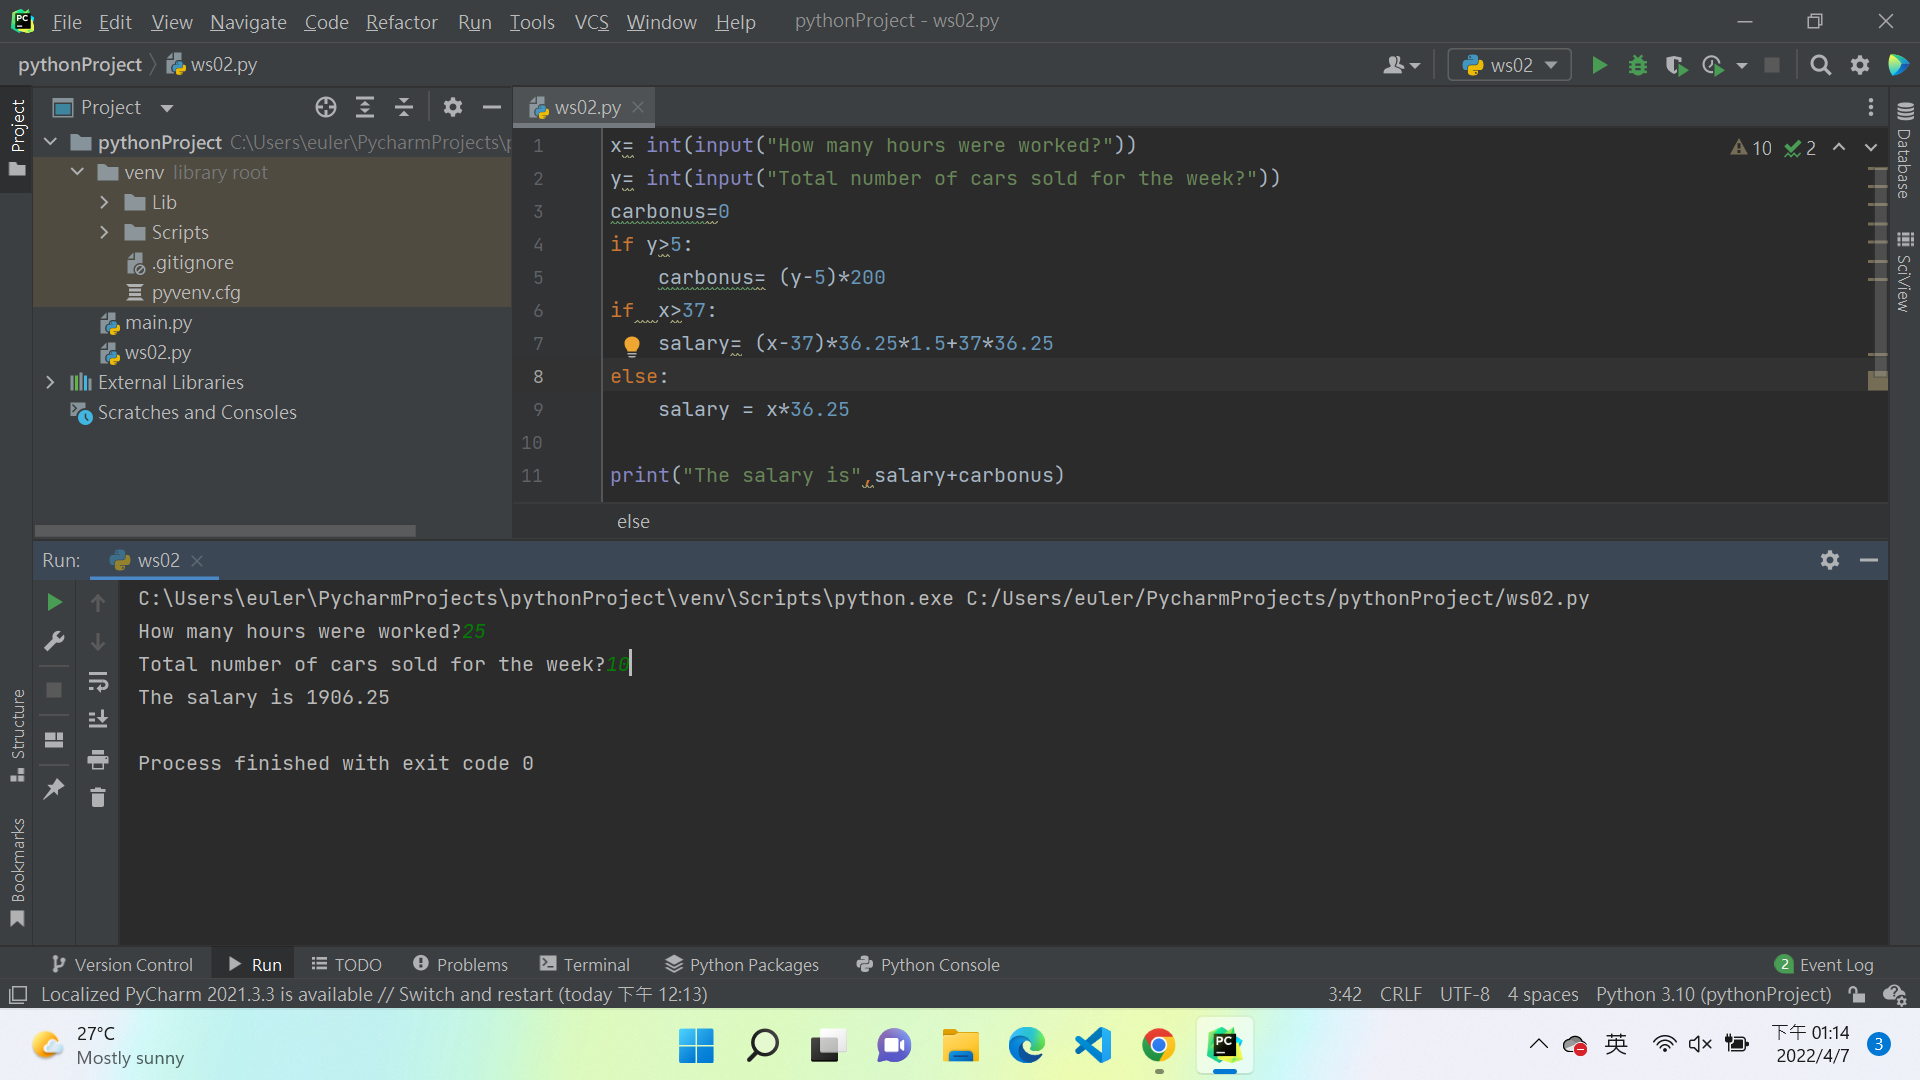 File Edit View Navigate Code Refactor Run Tools VCS Window Help pythonProject - ws02.py
pythonProject ws02.py
ws02
Project
ws02.py
Project
pythonProject C:\Users\euler\PycharmProjects\
venv library root
Lib
Scripts
.gitignore
pyvenv.cfg
main.py
ws02.py
External Libraries
Scratches and Consoles
1 x= int(input("How many hours were worked?"))
2 y= int(input("Total number of cars sold for the week?"))
3 carbonus=0
4 if y>5:
5 carbonus= (y-5)*200
6 if  x>37:
7 salary= (x-37)*36.25*1.5+37*36.25
8 else:
9 salary = x*36.25
10
11 print("The salary is",salary+carbonus)
10 2
else
Database
SciView
Run: ws02
C:\Users\euler\PycharmProjects\pythonProject\venv\Scripts\python.exe C:/Users/euler/PycharmProjects/pythonProject/ws02.py
How many hours were worked?25
Total number of cars sold for the week?10
The salary is 1906.25
Process finished with exit code 0
Structure
Bookmarks
Version Control Run TODO Problems Terminal Python Packages Python Console 2 Event Log
Localized PyCharm 2021.3.3 is available // Switch and restart (today 下午 12:13) 3:42 CRLF UTF-8 4 spaces Python 3.10 (pythonProject)
27°C
Mostly sunny
PC
英
下午 01:14
2022/4/7
3